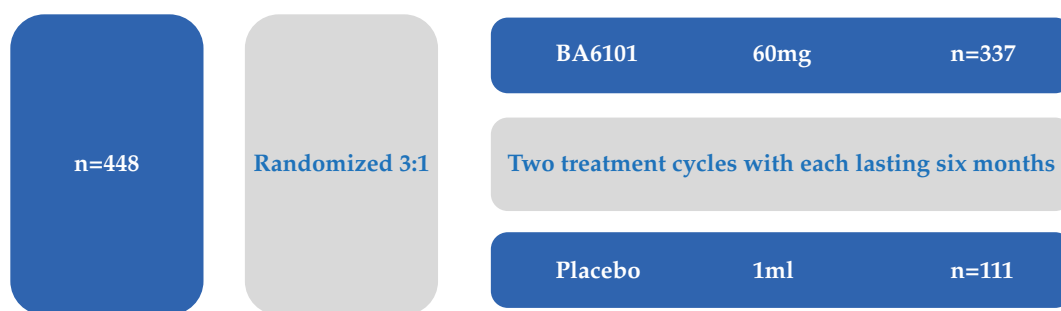 n=448
Randomized 3:1
BA6101 60mg n=337
Two treatment cycles with each lasting six months
Placebo 1ml n=111